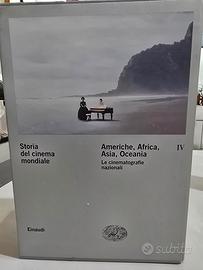 Storia
del cinema
mondiale
Americhe, Africa,
Asia, Oceania
Le cinematografie
nazionali
IV
Einaudi
subito